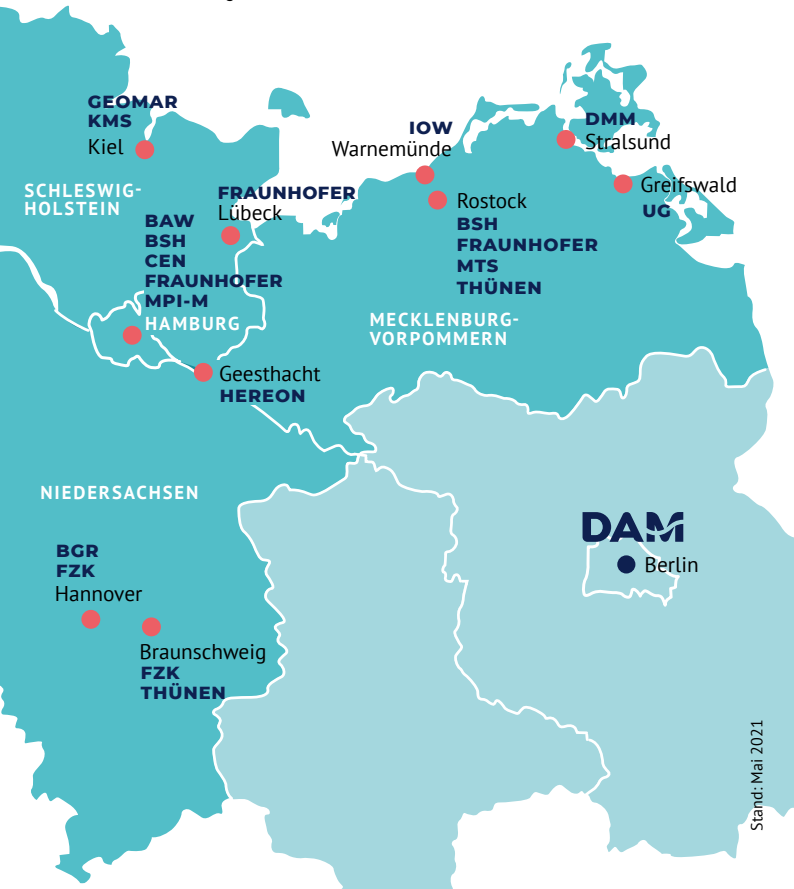 GEOMAR
KMS
Kiel
SCHLESWIG-
HOLSTEIN
FRAUNHOFER
Lübeck
BAW
BSH
CEN
FRAUNHOFER
MPI-M
HAMBURG
Geesthacht
HEREON
IOW
Warnemünde
Rostock
BSH
FRAUNHOFER
MTS
THÜNEN
DMM
Stralsund
Greifswald
UG
MECKLENBURG-
VORPOMMERN
NIEDERSACHSEN
BGR
FZK
Hannover
Braunschweig
FZK
THÜNEN
DAM
Berlin
Stand: Mai 2021